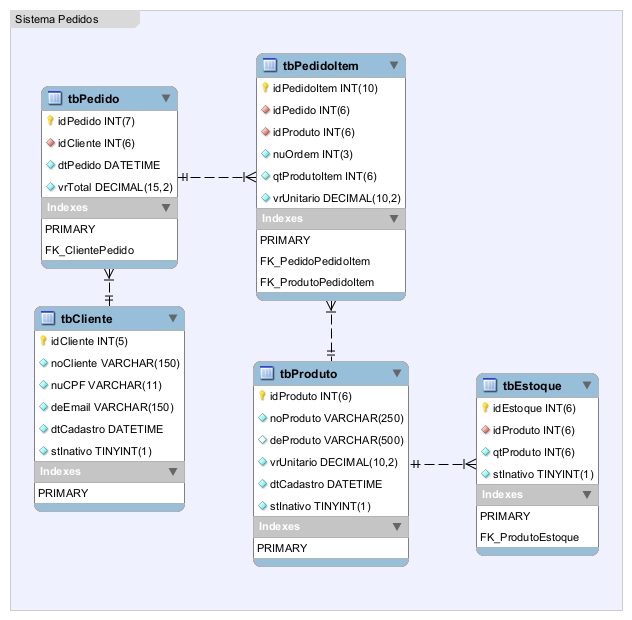 Sistema Pedidos
tbPedido
idPedido INT(7)
idCliente INT(6)
dtPedido DATETIME
vrTotal DECIMAL(15,2)
Indexes
PRIMARY
FK_ClientePedido
tbPedidoItem
idPedidoItem INT(10)
idPedido INT(6)
idProduto INT(6)
nuOrdem INT(3)
qtProdutoItem INT(6)
vrUnitario DECIMAL(10,2)
Indexes
PRIMARY
FK_PedidoPedidoItem
FK_ProdutoPedidoItem
tbCliente
idCliente INT(5)
noCliente VARCHAR(150)
nuCPF VARCHAR(11)
deEmail VARCHAR(150)
dtCadastro DATETIME
stInativo TINYINT(1)
Indexes
PRIMARY
tbProduto
idProduto INT(6)
noProduto VARCHAR(250)
deProduto VARCHAR(500)
vrUnitario DECIMAL(10,2)
dtCadastro DATETIME
stInativo TINYINT(1)
Indexes
PRIMARY
tbEstoque
idEstoque INT(6)
idProduto INT(6)
qtProduto INT(6)
stInativo TINYINT(1)
Indexes
PRIMARY
FK_ProdutoEstoque